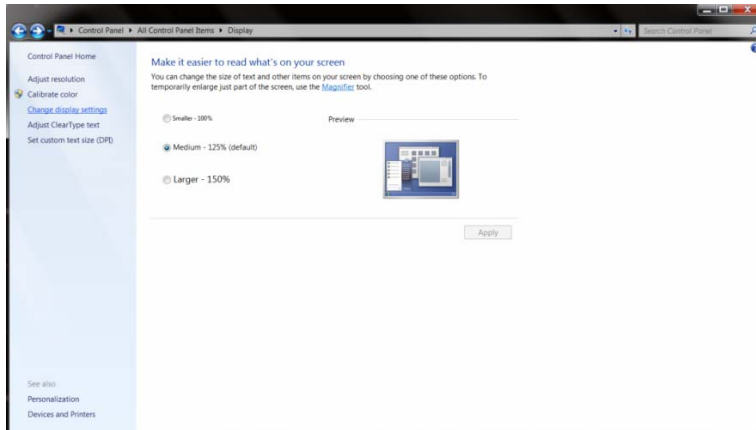 Control Panel ▸ All Control Panel Items ▸ Display
Search Control Panel
Control Panel Home
Adjust resolution
Calibrate color
Change display settings
Adjust ClearType text
Set custom text size (DPI)
See also
Personalization
Devices and Printers
Make it easier to read what's on your screen
You can change the size of text and other items on your screen by choosing one of these options. To
temporarily enlarge just part of the screen, use the Magnifier tool.
Smaller - 100%
Preview
Medium - 125% (default)
Larger - 150%
Apply